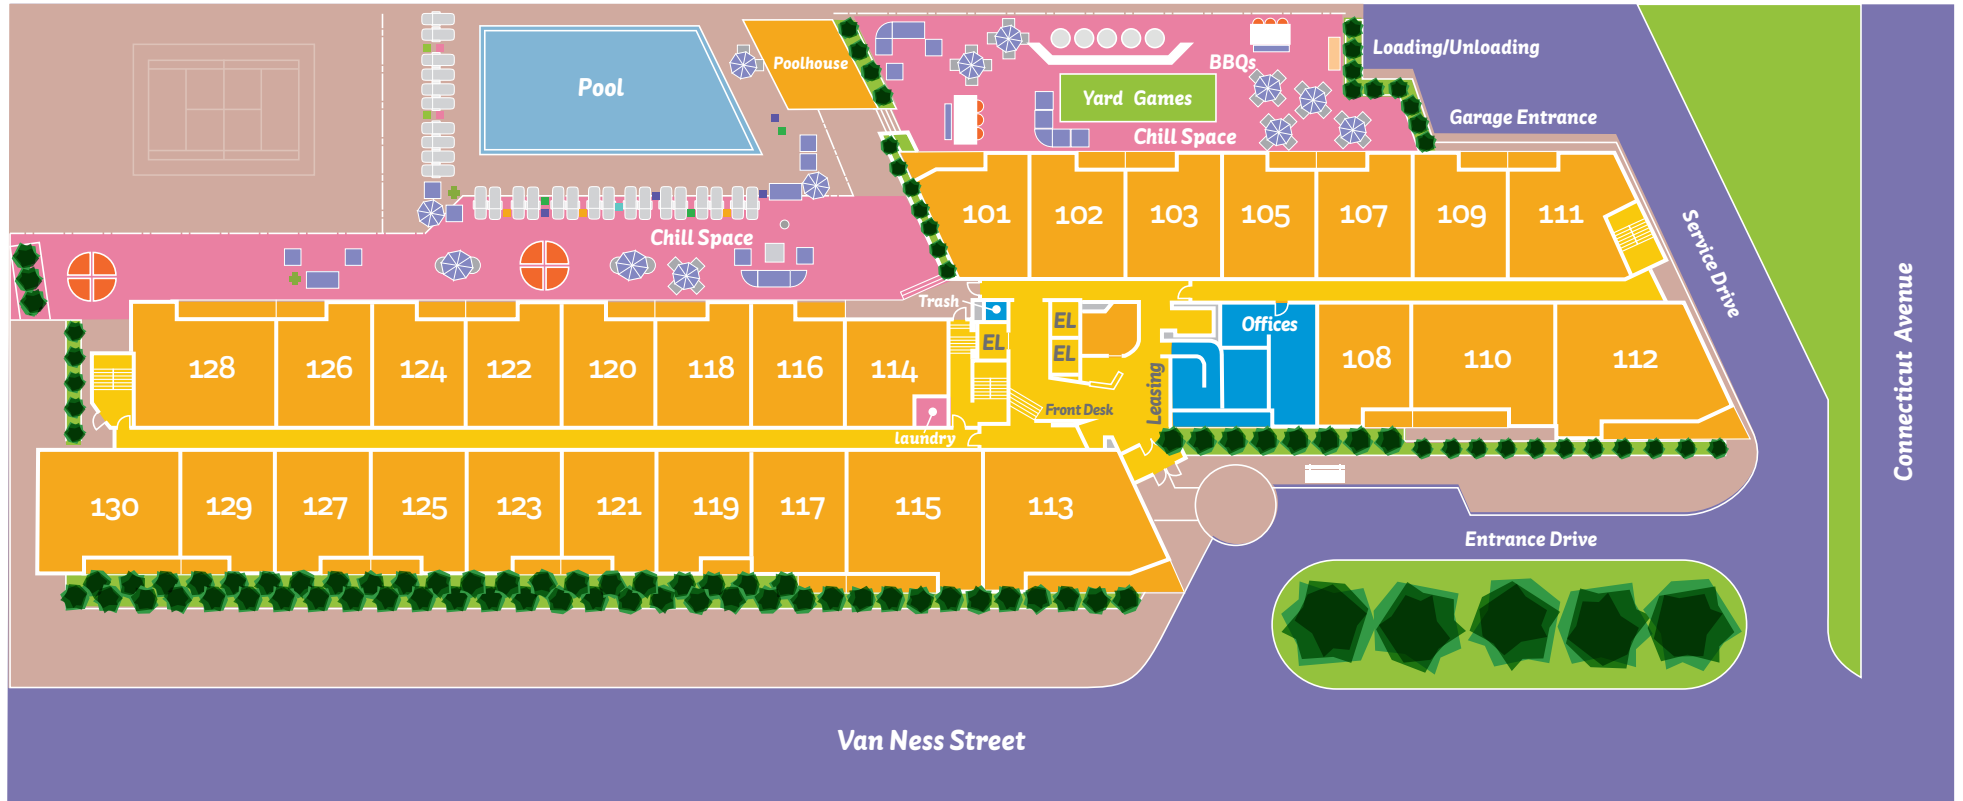 Loading/Unloading
Poolhouse
BBQs
Pool
Yard Games
Garage Entrance
Chill Space
101
102
103
105
107
109
111
Chill Space
Service Drive
Connecticut Avenue
Trash
EL
Offices
EL
EL
128
126
124
122
120
118
116
114
108
110
112
Leasing
Front Desk
laundry
130
129
127
125
123
121
119
117
115
113
Entrance Drive
Van Ness Street